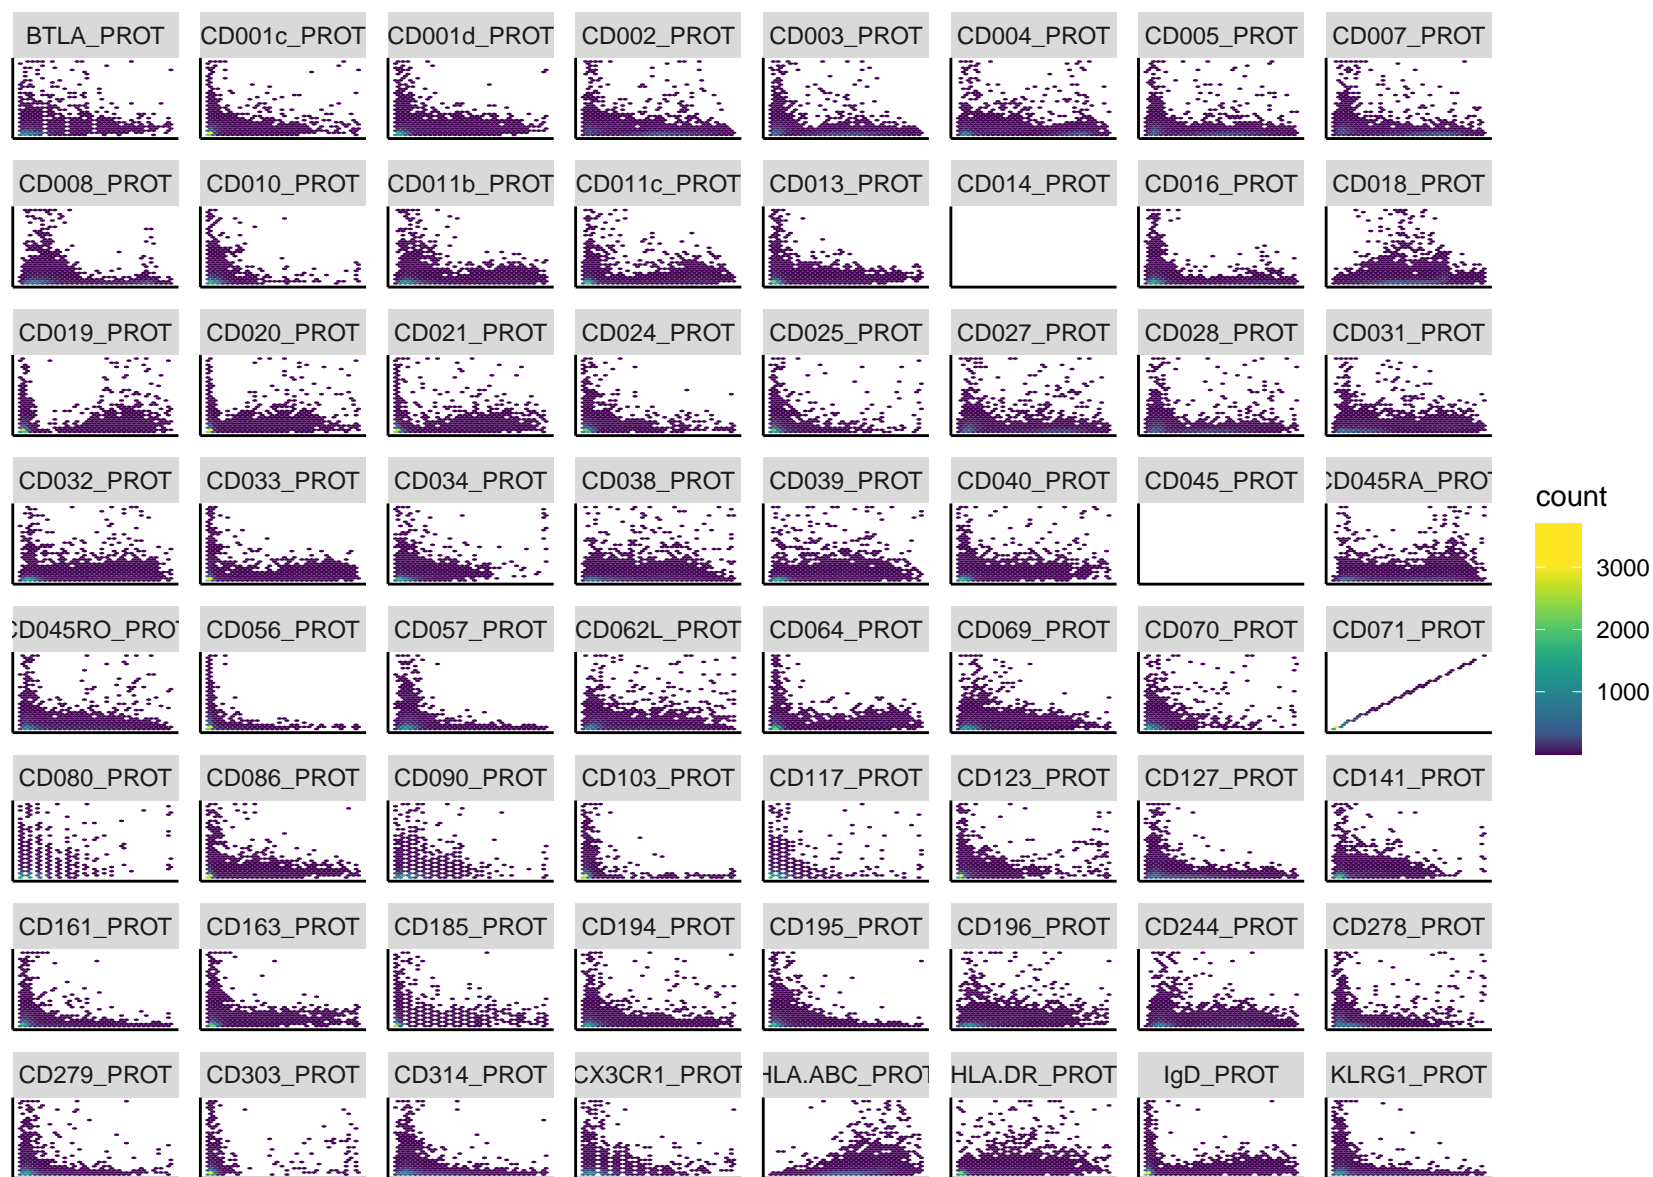 BTLA_PROT CD001c_PROT CD001d_PROT CD002_PROT CD003_PROT CD004_PROT CD005_PROT CD007_PROT
CD008_PROT CD010_PROT CD011b_PROT CD011c_PROT CD013_PROT CD014_PROT CD016_PROT CD018_PROT
CD019_PROT CD020_PROT CD021_PROT CD024_PROT CD025_PROT CD027_PROT CD028_PROT CD031_PROT
CD032_PROT CD033_PROT CD034_PROT CD038_PROT CD039_PROT CD040_PROT CD045_PROT CD045RA_PROT
CD045RO_PROT CD056_PROT CD057_PROT CD062L_PROT CD064_PROT CD069_PROT CD070_PROT CD071_PROT
CD080_PROT CD086_PROT CD090_PROT CD103_PROT CD117_PROT CD123_PROT CD127_PROT CD141_PROT
CD161_PROT CD163_PROT CD185_PROT CD194_PROT CD195_PROT CD196_PROT CD244_PROT CD278_PROT
CD279_PROT CD303_PROT CD314_PROT CX3CR1_PROT HLA.ABC_PROT HLA.DR_PROT IgD_PROT KLRG1_PROT
count
3000
2000
1000